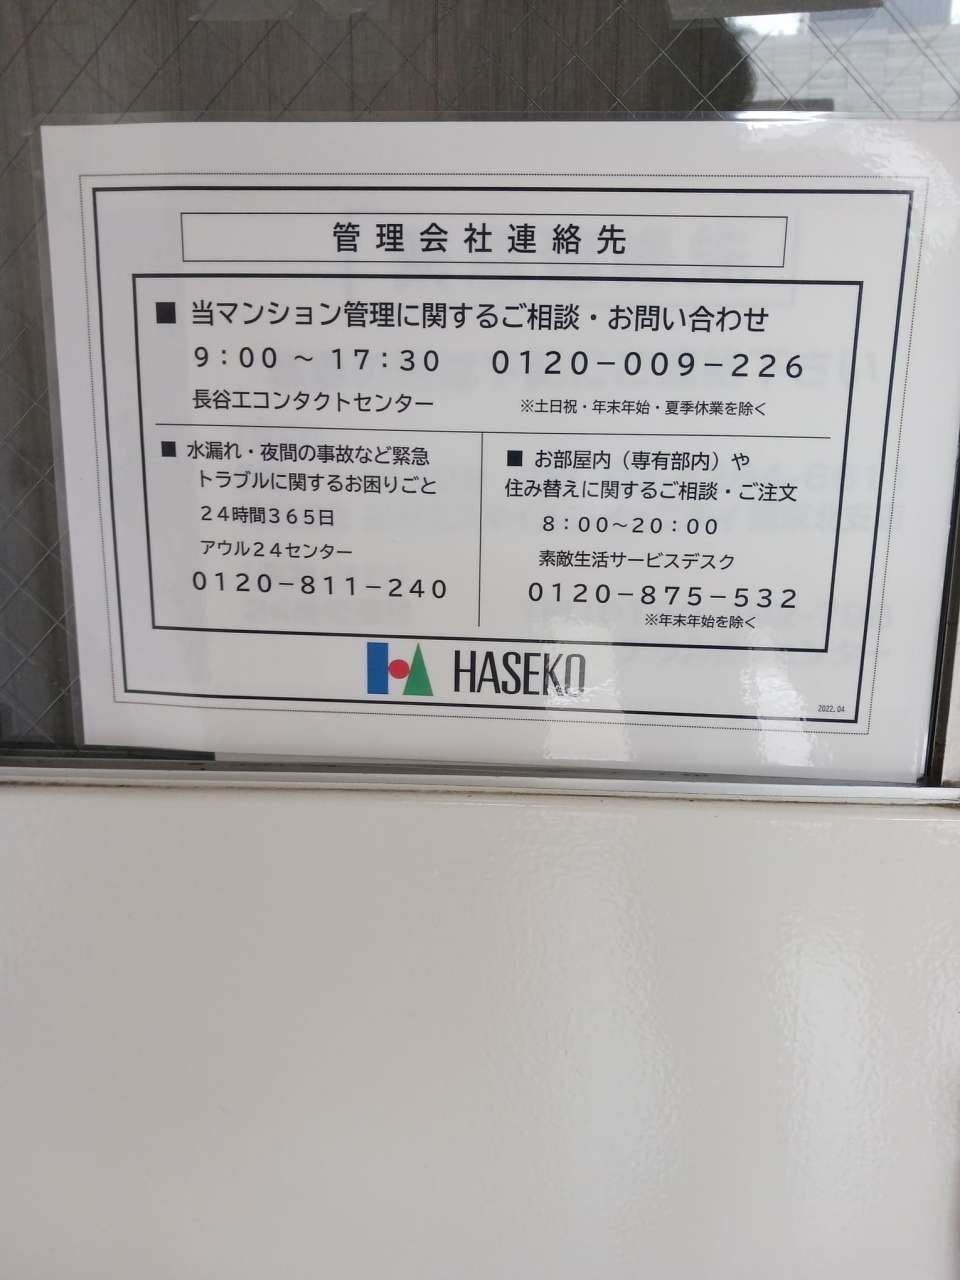 管理会社連絡先
■ 当マンション管理に関するご相談・お問い合わせ
９：００ ～ １７：３０　０１２０－００９－２２６
長谷工コンタクトセンター　※土日祝・年末年始・夏季休業を除く
■ 水漏れ・夜間の事故など緊急
トラブルに関するお困りごと
２４時間３６５日
アウル２４センター
０１２０－８１１－２４０
■ お部屋内（専有部内）や
住み替えに関するご相談・ご注文
８：００～２０：００
素敵生活サービスデスク
０１２０－８７５－５３２
※年末年始を除く
HASEKO
2022.04